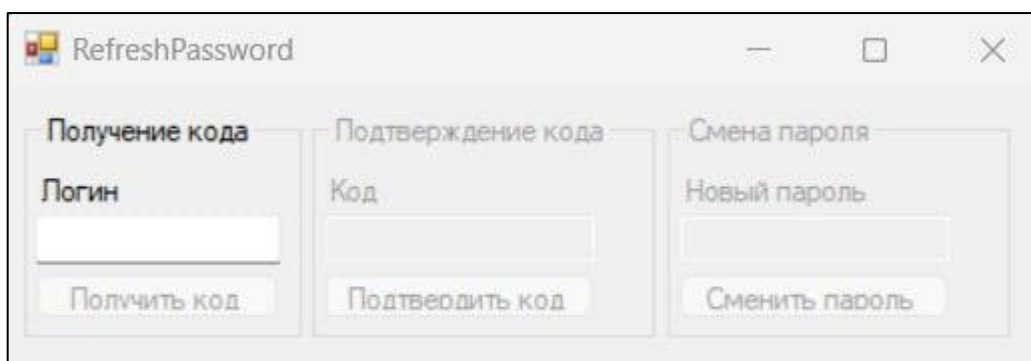 RefreshPassword
Получение кода
Логин
Получить код
Подтверждение кода
Код
Подтвердить код
Смена пароля
Новый пароль
Сменить пароль